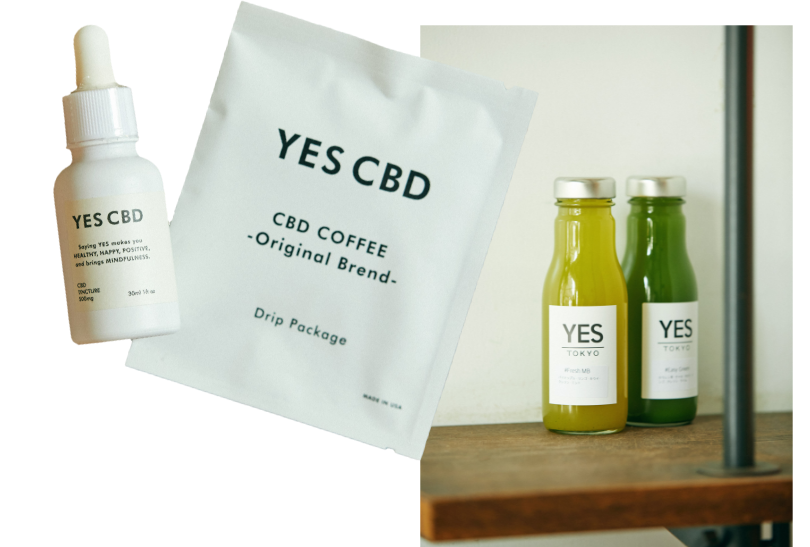 YES CBD
Saying YES makes you
HEALTHY, HAPPY, POSITIVE,
and brings MINDFULNESS.
CBD
TINCTURE
500mg
30ml 1fl oz
YES CBD
CBD COFFEE
-Original Brend-
Drip Package
MADE IN USA
YES
TOKYO
YES
TOKYO